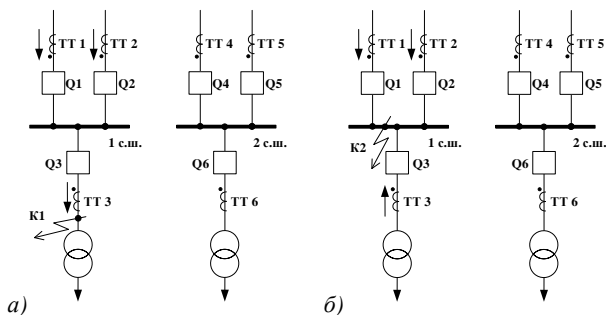 ТТ 1 ТТ 2 ТТ 4 ТТ 5 ТТ 1 ТТ 2 ТТ 4 ТТ 5
Q1 Q2 Q4 Q5 Q1 Q2 Q4 Q5
1 с.ш. 2 с.ш. К2 1 с.ш. 2 с.ш.
Q3 Q6 Q3 Q6
К1 ТТ 3 ТТ 6 ТТ 3 ТТ 6
а) б)